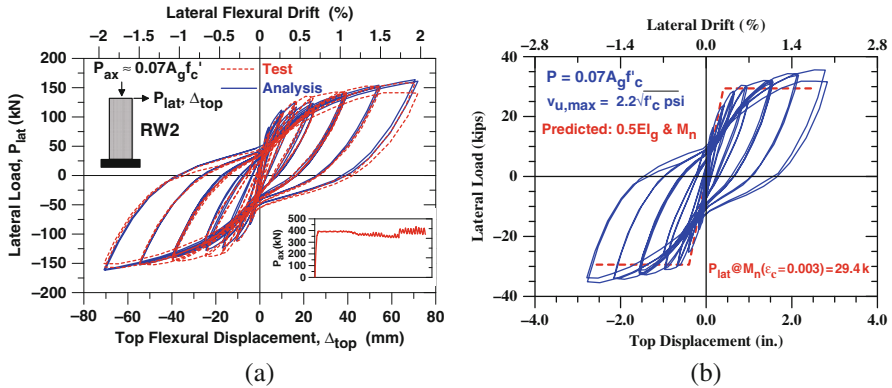 Lateral Flexural Drift (%)
−2 −1.5 −1 −0.5 0 0.5 1 1.5 2
P_ax ≈ 0.07A_g f_c'
Test
Analysis
P_lat, Δ_top
RW2
Lateral Load, P_lat (kN)
200
150
100
50
0
−50
−100
−150
−200
P_ax (kN)
500
400
300
200
100
0
−80 −60 −40 −20 0 20 40 60 80
Top Flexural Displacement, Δ_top (mm)
(a)
Lateral Drift (%)
−2.8 −1.4 0.0 1.4 2.8
P = 0.07A_g f'_c
v_u,max = 2.2√f'_c psi
Predicted: 0.5EI_g & M_n
P_lat@M_n(ε_c = 0.003) = 29.4 k
Lateral Load (kips)
40
20
0
−20
−40
−4.0 −2.0 0.0 2.0 4.0
Top Displacement (in.)
(b)